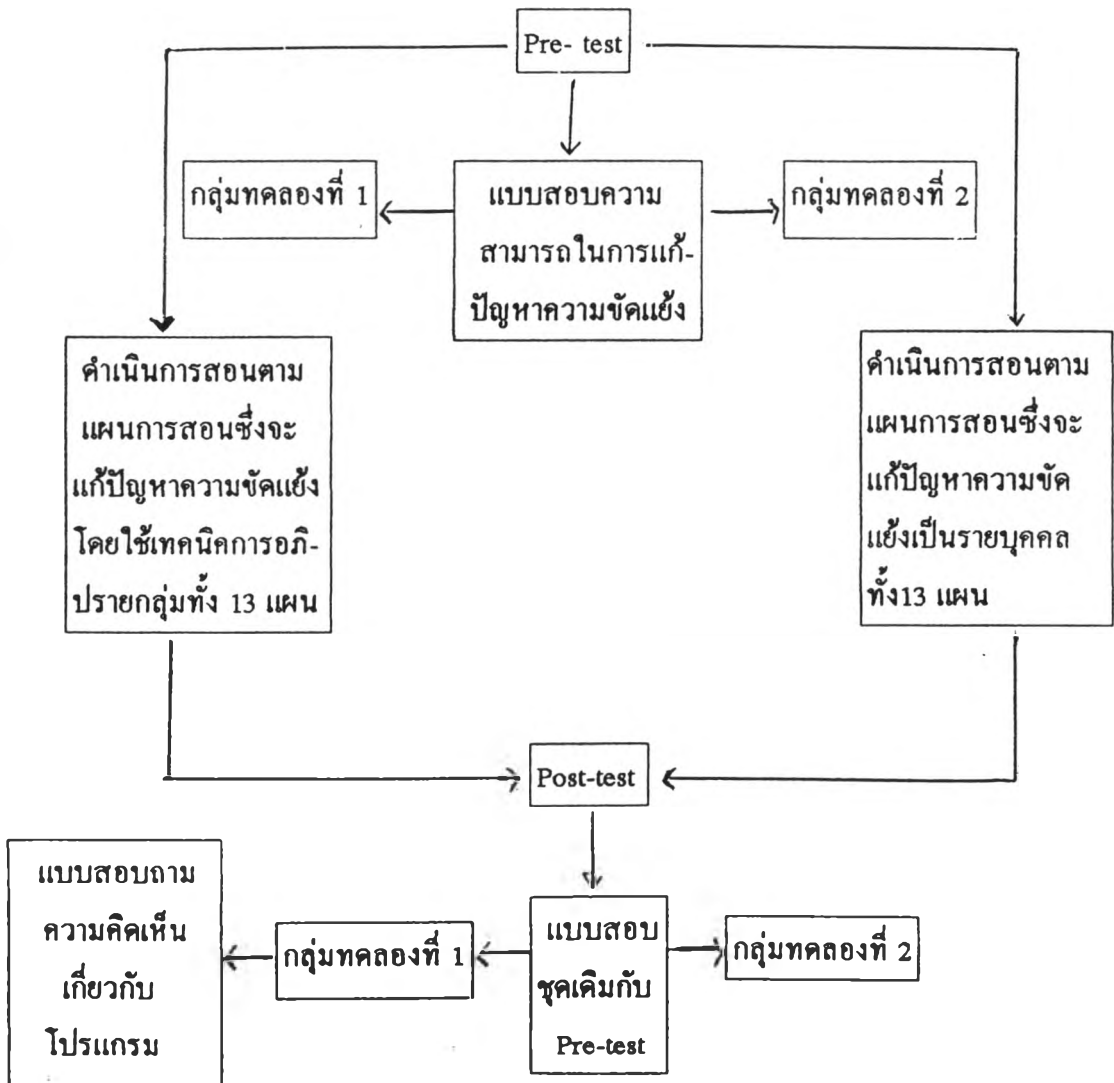 Pre- test
กลุ่มทดลองที่ 1
แบบสอบความ
สามารถในการแก้-
ปัญหาความขัดแย้ง
กลุ่มทดลองที่ 2
ดำเนินการสอนตาม
แผนการสอนซึ่งจะ
แก้ปัญหาความขัดแย้ง
โดยใช้เทคนิคการอภิ-
ปรายกลุ่มทั้ง 13 แผน
ดำเนินการสอนตาม
แผนการสอนซึ่งจะ
แก้ปัญหาความขัด
แย้งเป็นรายบุคคล
ทั้ง13 แผน
Post-test
แบบสอบถาม
ความคิดเห็น
เกี่ยวกับ
โปรแกรม
กลุ่มทดลองที่ 1
แบบสอบ
ชุดเดิมกับ
Pre-test
กลุ่มทดลองที่ 2